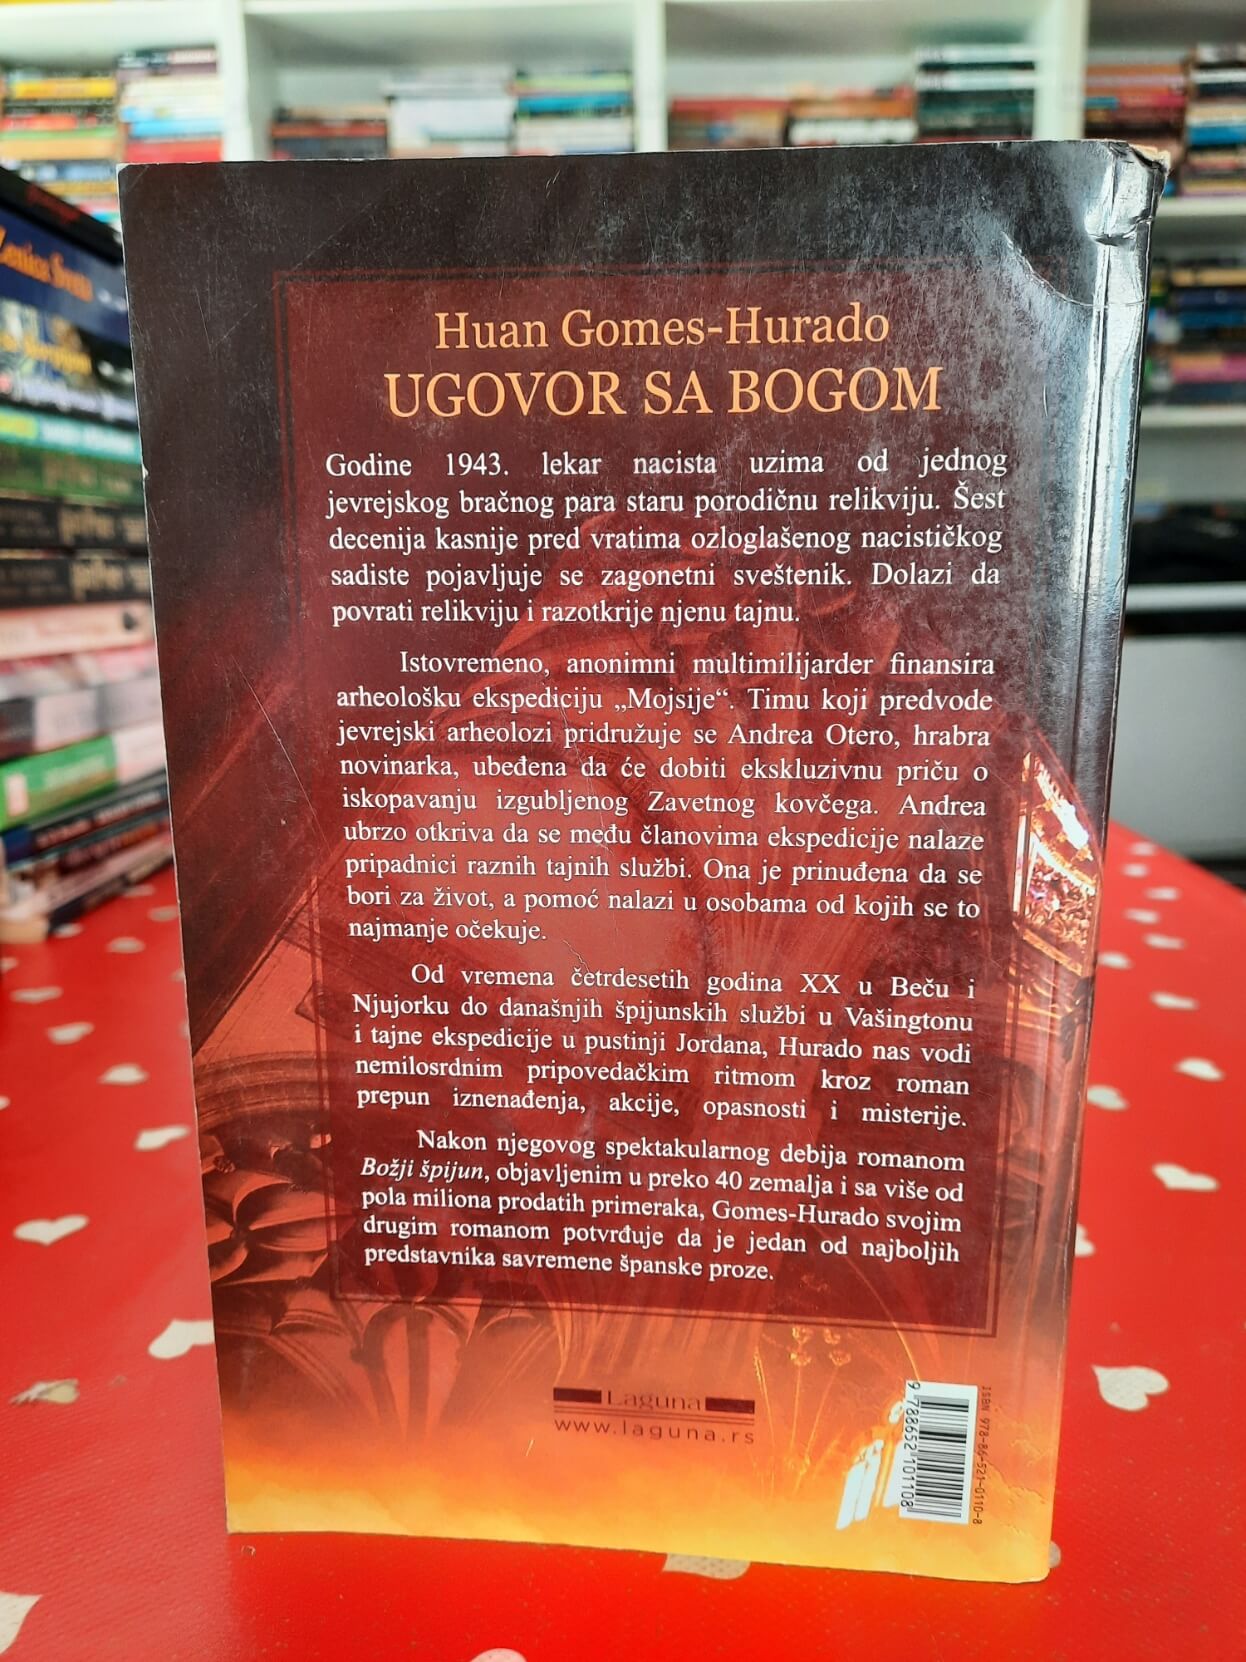 Huan Gomes-Hurado
UGOVOR SA BOGOM
Godine 1943. lekar nacista uzima od jednog
jevrejskog bračnog para staru porodičnu relikviju. Šest
decenija kasnije pred vratima ozloglašenog nacističkog
sadiste pojavljuje se zagonetni sveštenik. Dolazi da
povrati relikviju i razotkrije njenu tajnu.
Istovremeno, anonimni multimilijarder finansira
arheološku ekspediciju „Mojsije“. Timu koji predvode
jevrejski arheolozi pridružuje se Andrea Otero, hrabra
novinarka, ubeđena da će dobiti ekskluzivnu priču o
iskopavanju izgubljenog Zavetnog kovčega. Andrea
ubrzo otkriva da se među članovima ekspedicije nalaze
pripadnici raznih tajnih službi. Ona je prinuđena da se
bori za život, a pomoć nalazi u osobama od kojih se to
najmanje očekuje.
Od vremena četrdesetih godina XX u Beču i
Njujorku do današnjih špijunskih službi u Vašingtonu
i tajne ekspedicije u pustinji Jordana, Hurado nas vodi
nemilosrdnim pripovedačkim ritmom kroz roman
prepun iznenađenja, akcije, opasnosti i misterije.
Nakon njegovog spektakularnog debija romanom
Božji špijun, objavljenim u preko 40 zemalja i sa više od
pola miliona prodatih primeraka, Gomes-Hurado svojim
drugim romanom potvrđuje da je jedan od najboljih
predstavnika savremene španske proze.
Laguna
www.laguna.rs
ISBN 978-86-521-0110-8
9788652101108